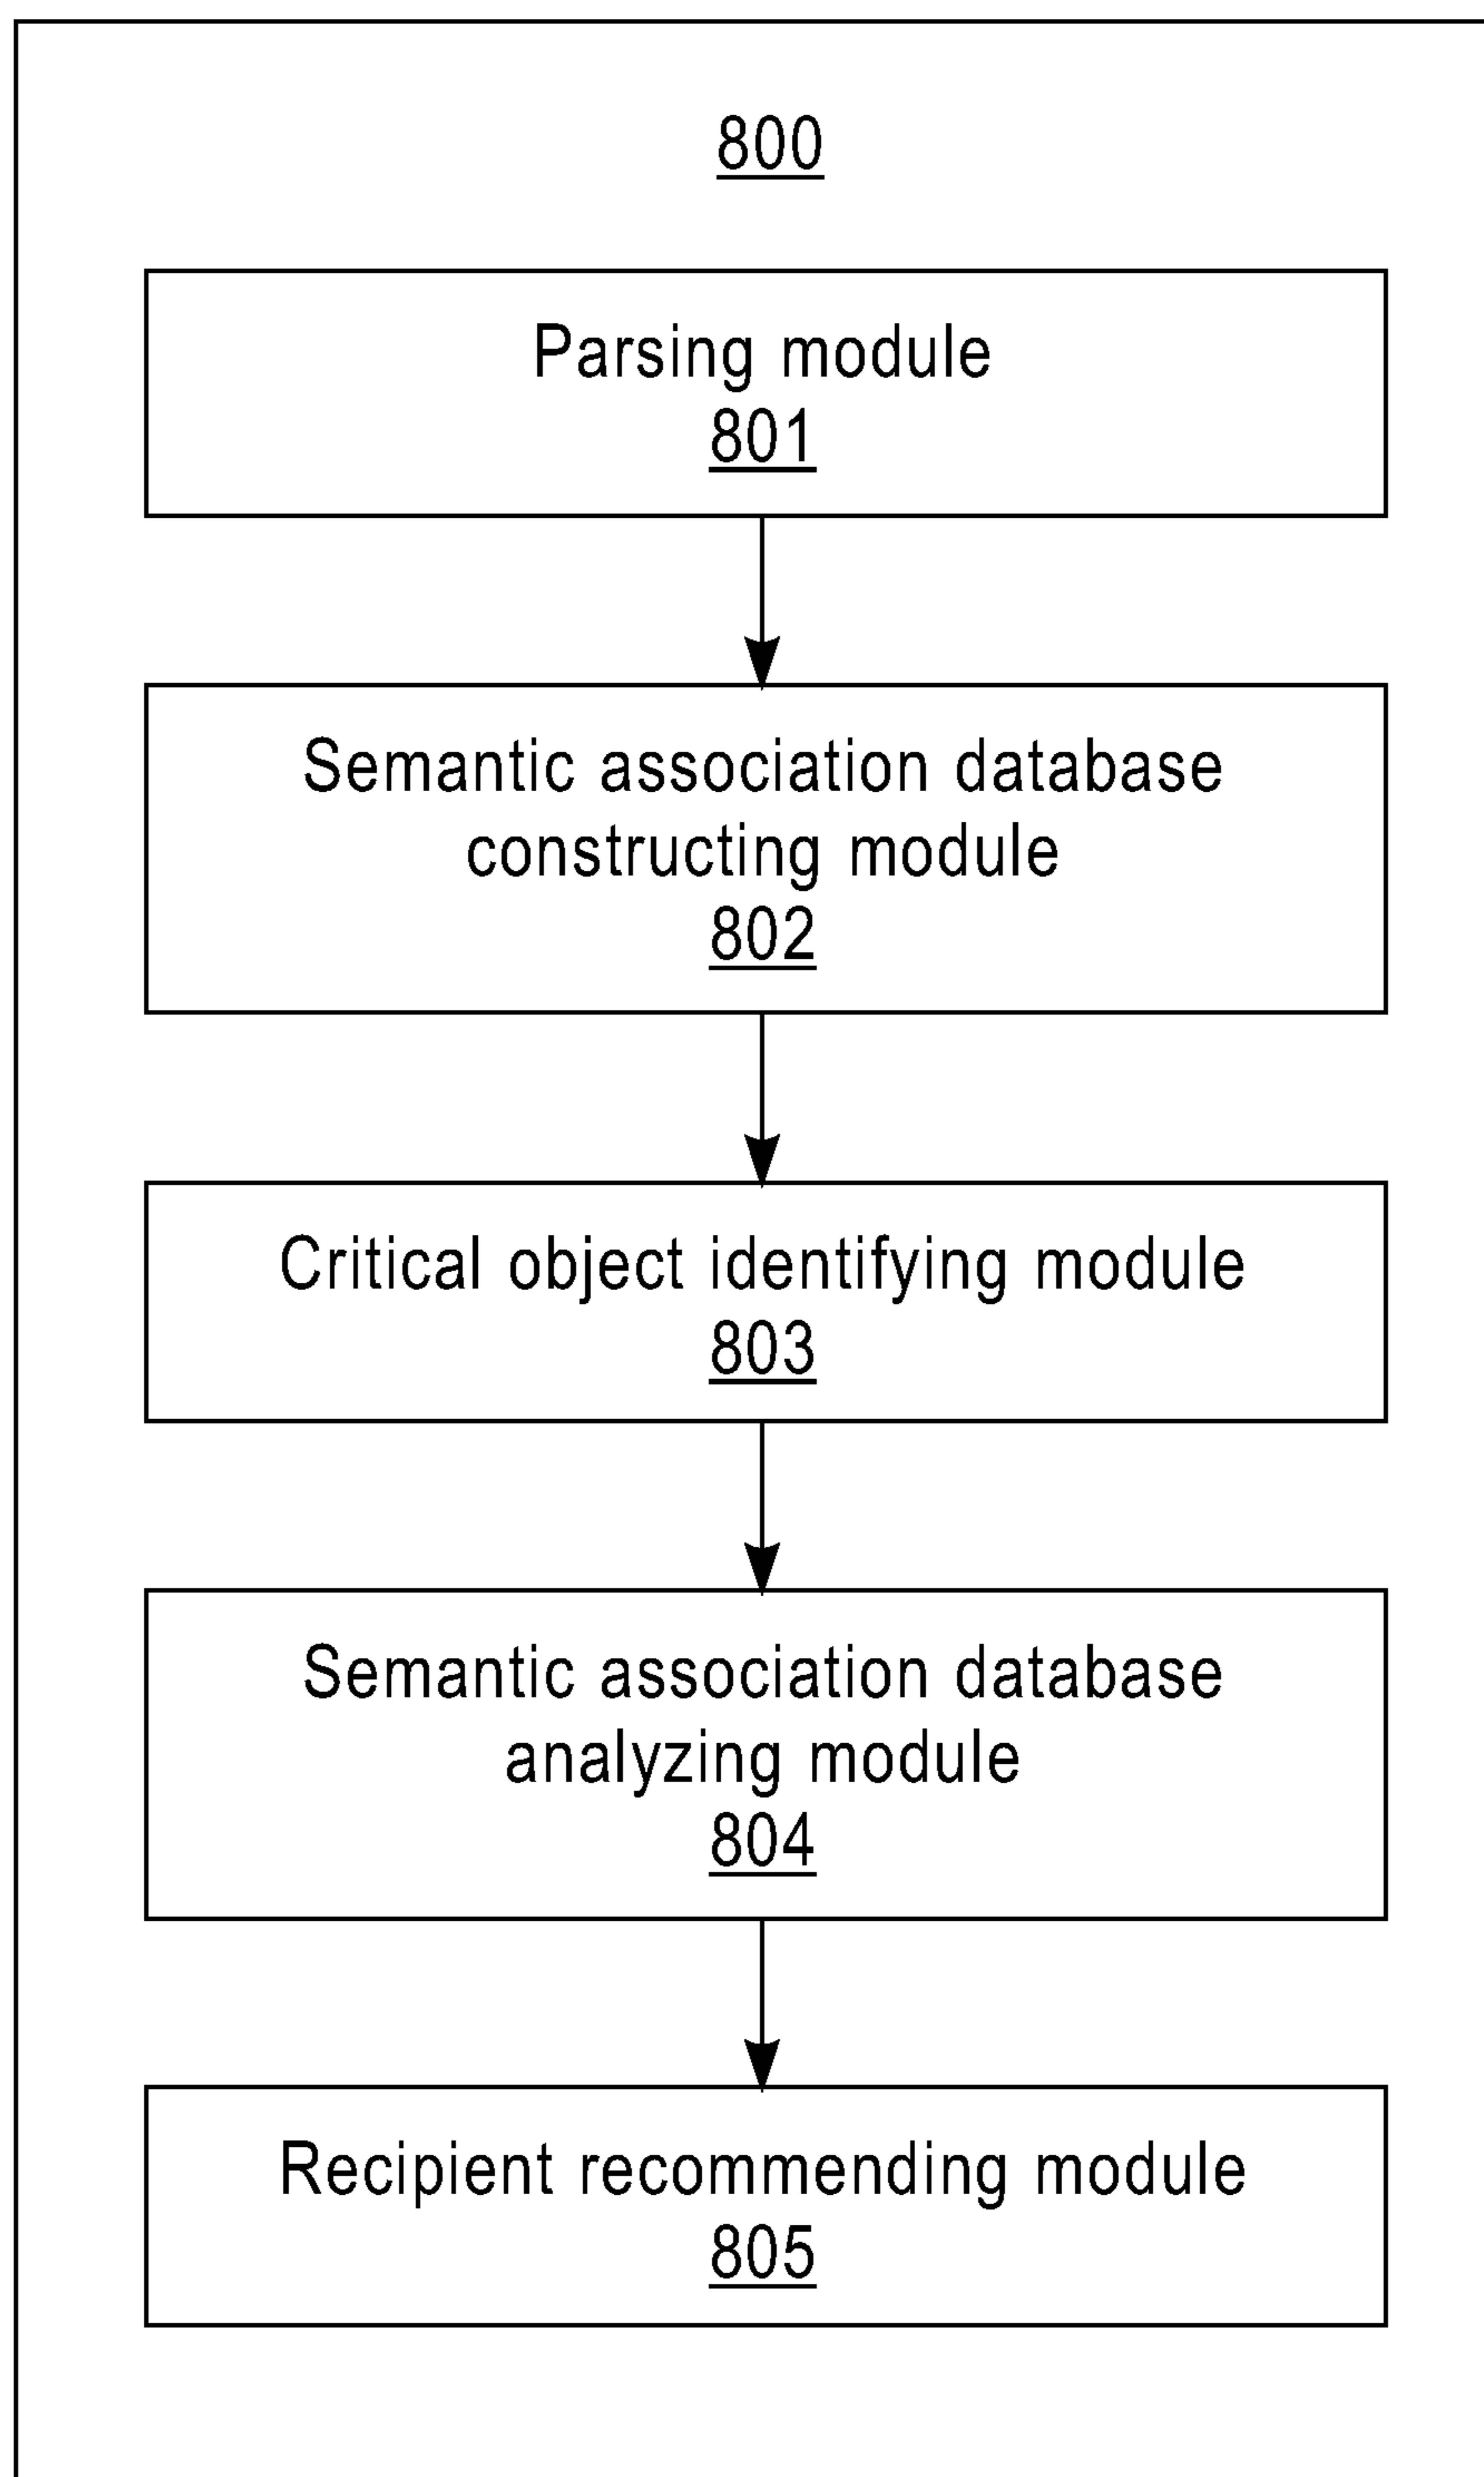 800
Parsing module
801
Semantic association database
constructing module
802
Critical object identifying module
803
Semantic association database
analyzing module
804
Recipient recommending module
805